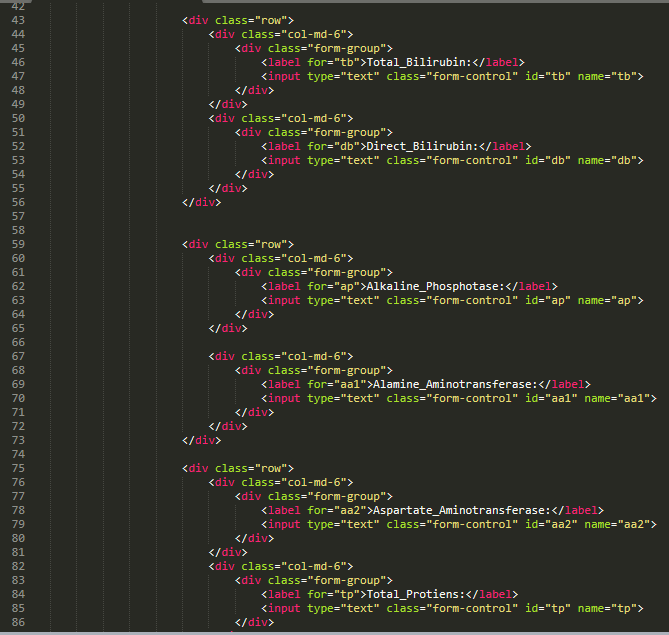 42
43 <div class="row">
44 <div class="col-md-6">
45 <div class="form-group">
46 <label for="tb">Total_Bilirubin:</label>
47 <input type="text" class="form-control" id="tb" name="tb">
48 </div>
49 </div>
50 <div class="col-md-6">
51 <div class="form-group">
52 <label for="db">Direct_Bilirubin:</label>
53 <input type="text" class="form-control" id="db" name="db">
54 </div>
55 </div>
56 </div>
57
58
59 <div class="row">
60 <div class="col-md-6">
61 <div class="form-group">
62 <label for="ap">Alkaline_Phosphotase:</label>
63 <input type="text" class="form-control" id="ap" name="ap">
64 </div>
65 </div>
66
67 <div class="col-md-6">
68 <div class="form-group">
69 <label for="aa1">Alamine_Aminotransferase:</label>
70 <input type="text" class="form-control" id="aa1" name="aa1">
71 </div>
72 </div>
73 </div>
74
75 <div class="row">
76 <div class="col-md-6">
77 <div class="form-group">
78 <label for="aa2">Aspartate_Aminotransferase:</label>
79 <input type="text" class="form-control" id="aa2" name="aa2">
80 </div>
81 </div>
82 <div class="col-md-6">
83 <div class="form-group">
84 <label for="tp">Total_Protiens:</label>
85 <input type="text" class="form-control" id="tp" name="tp">
86 </div>